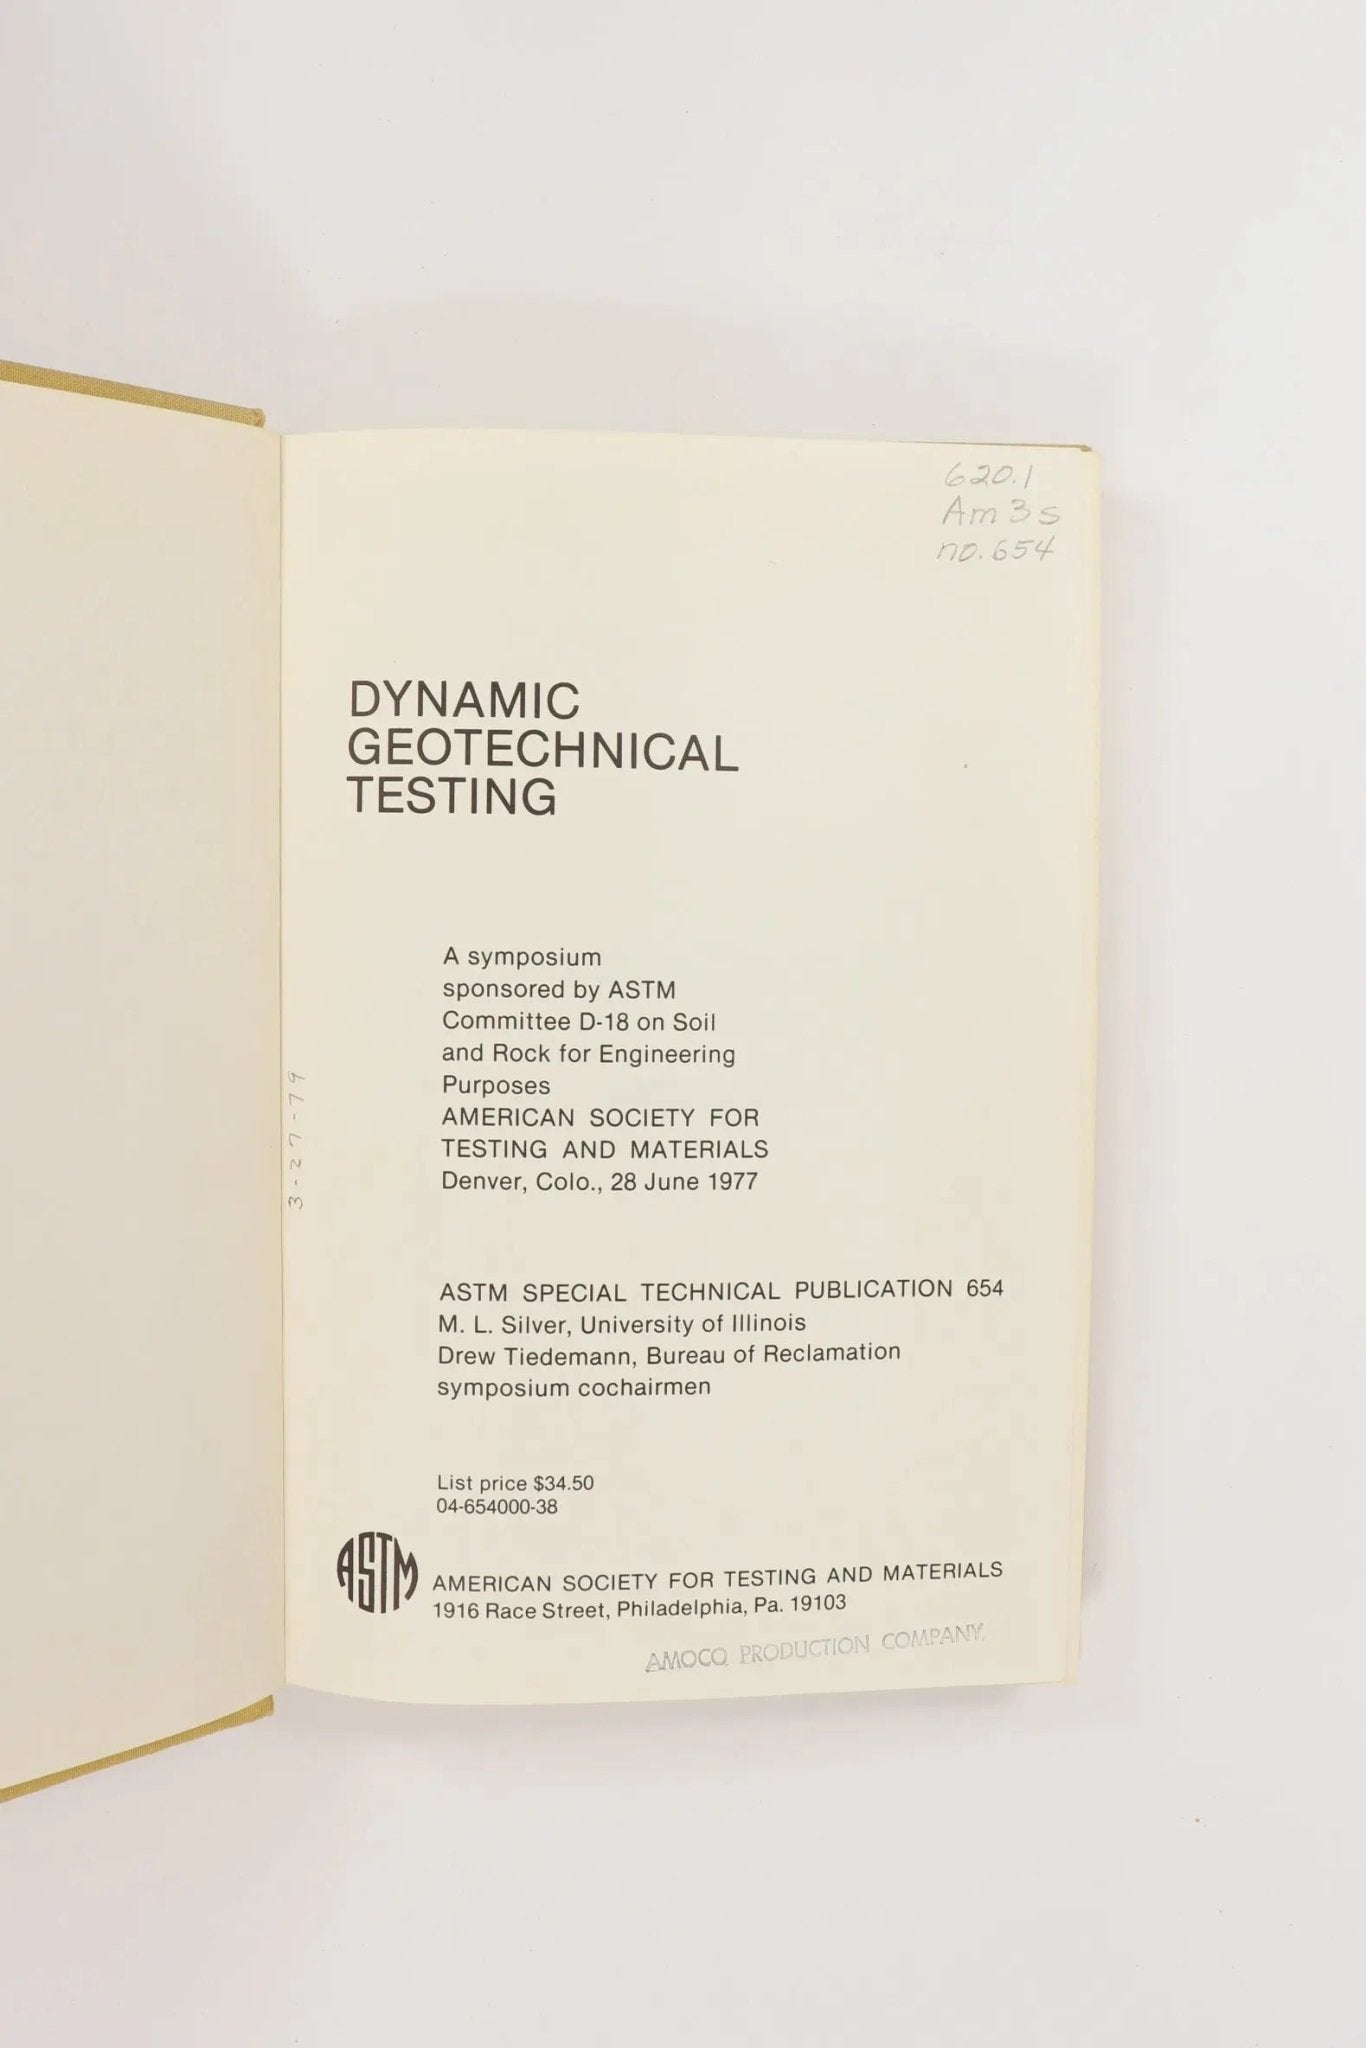 620.1
Am3s
no.654
DYNAMIC
GEOTECHNICAL
TESTING
A symposium
sponsored by ASTM
Committee D-18 on Soil
and Rock for Engineering
Purposes
AMERICAN SOCIETY FOR
TESTING AND MATERIALS
Denver, Colo., 28 June 1977
3-27-79
ASTM SPECIAL TECHNICAL PUBLICATION 654
M. L. Silver, University of Illinois
Drew Tiedemann, Bureau of Reclamation
symposium cochairmen
List price $34.50
04-654000-38
ASTM
AMERICAN SOCIETY FOR TESTING AND MATERIALS
1916 Race Street, Philadelphia, Pa. 19103
AMOCO PRODUCTION COMPANY,